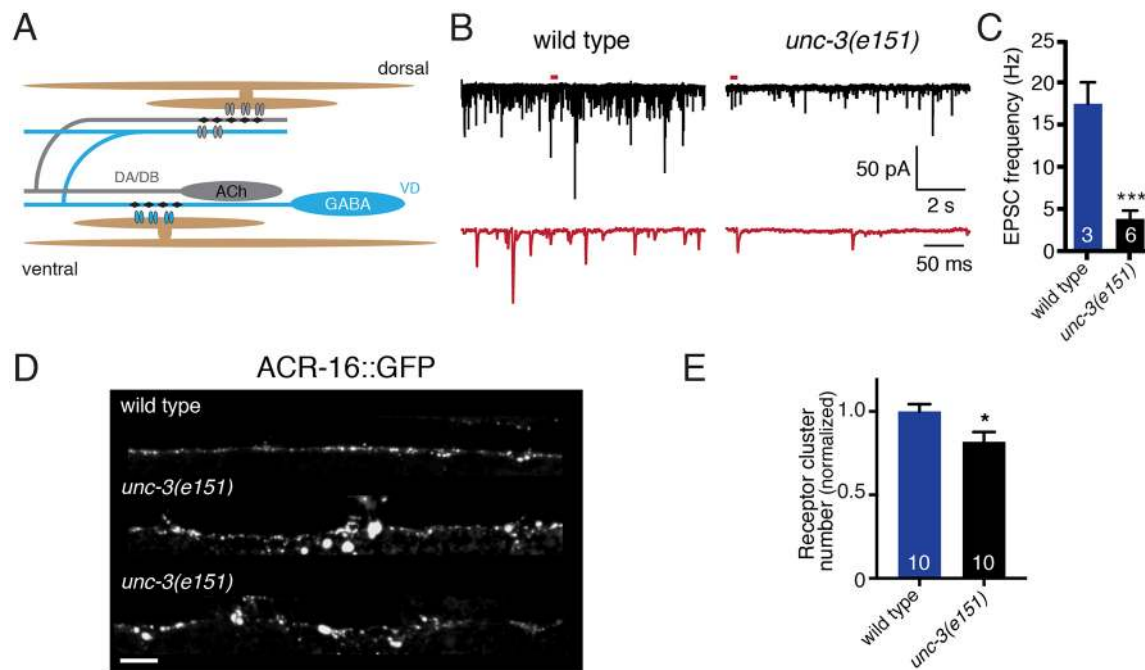 A
dorsal
DA/DB
ACh
VD
GABA
ventral
B
wild type
unc-3(e151)
50 pA
2 s
50 ms
C
EPSC frequency (Hz)
25
20
15
10
5
0
***
3
6
wild type
unc-3(e151)
D
ACR-16::GFP
wild type
unc-3(e151)
unc-3(e151)
E
Receptor cluster
number (normalized)
1.0
0.5
0
*
10
10
wild type
unc-3(e151)